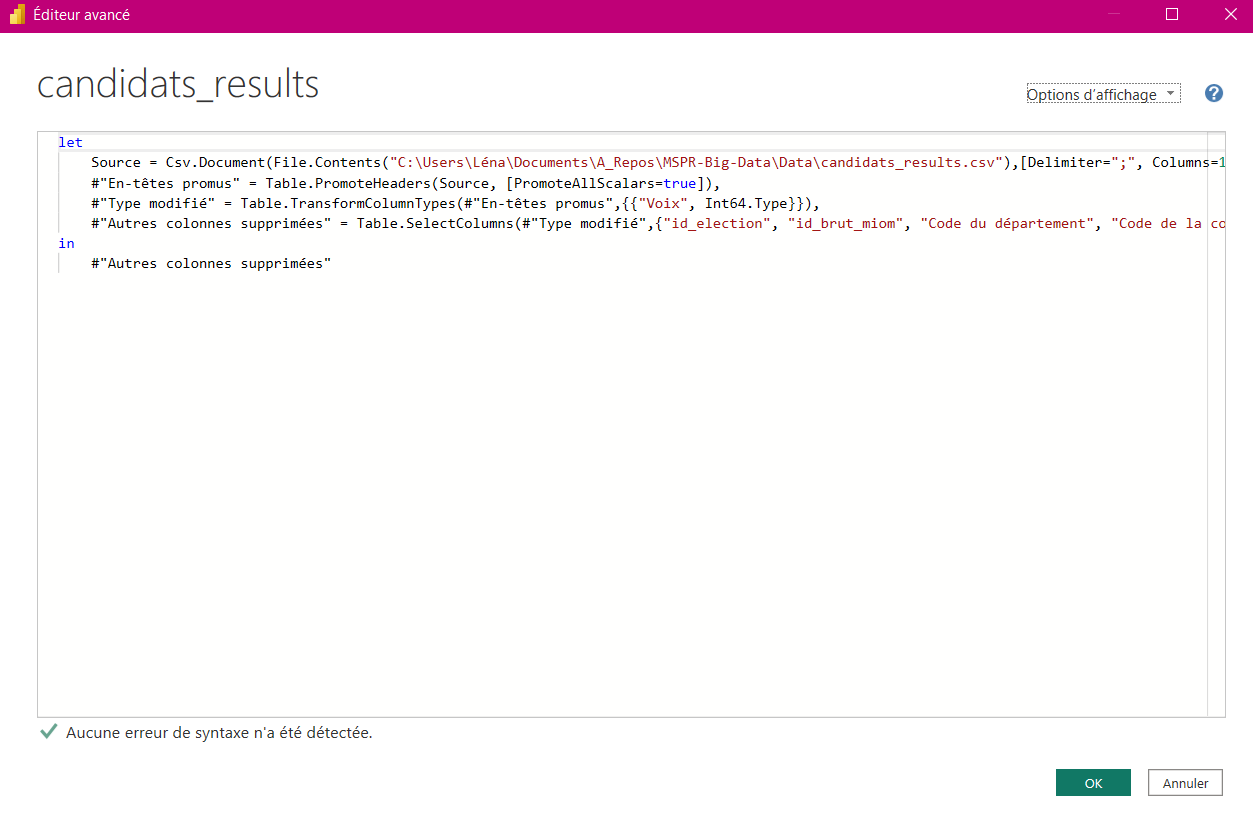 Éditeur avancé
candidats_results
Options d'affichage
let
Source = Csv.Document(File.Contents("C:\Users\Léna\Documents\A_Repos\MSPR-Big-Data\Data\candidats_results.csv"),[Delimiter=";", Columns=1
#"En-têtes promus" = Table.PromoteHeaders(Source, [PromoteAllScalars=true]),
#"Type modifié" = Table.TransformColumnTypes(#"En-têtes promus",{{"Voix", Int64.Type}}),
#"Autres colonnes supprimées" = Table.SelectColumns(#"Type modifié",{"id_election", "id_brut_miom", "Code du département", "Code de la co
in
#"Autres colonnes supprimées"
Aucune erreur de syntaxe n'a été détectée.
OK
Annuler